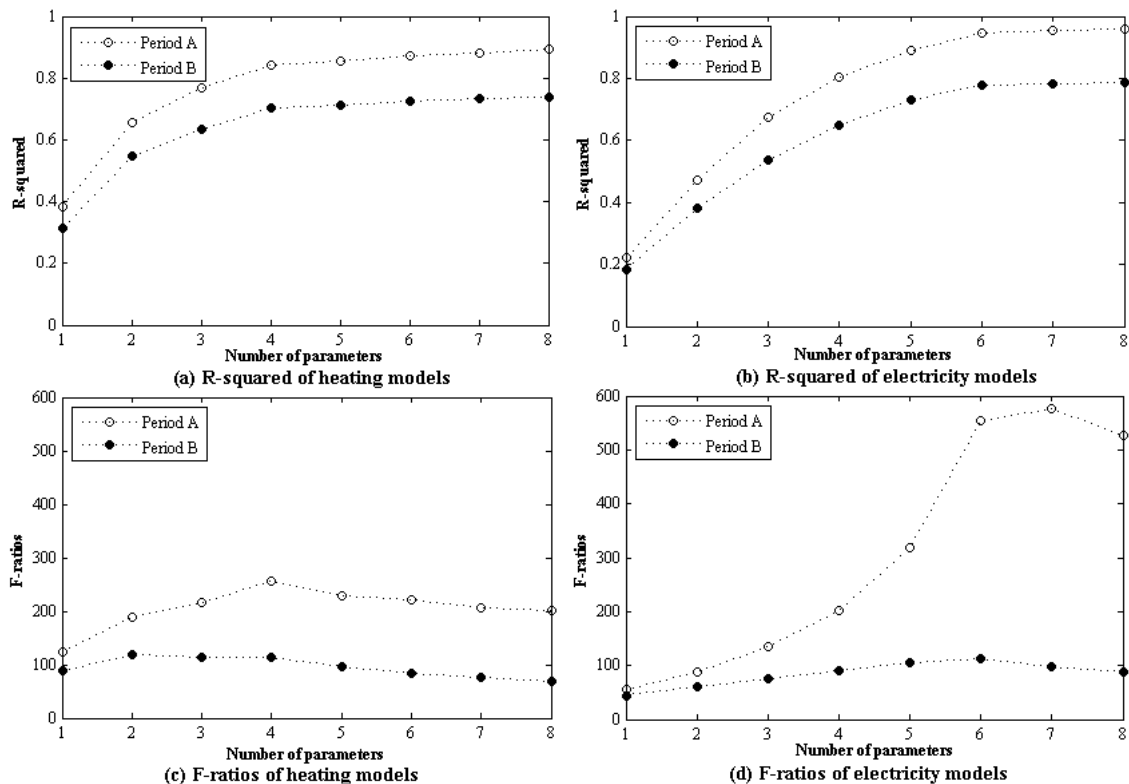 1
0.8
0.6
0.4
0.2
0
R-squared
Period A
Period B
1 2 3 4 5 6 7 8
Number of parameters
(a) R-squared of heating models
1
0.8
0.6
0.4
0.2
0
R-squared
Period A
Period B
1 2 3 4 5 6 7 8
Number of parameters
(b) R-squared of electricity models
600
500
400
300
200
100
0
F-ratios
Period A
Period B
1 2 3 4 5 6 7 8
Number of parameters
(c) F-ratios of heating models
600
500
400
300
200
100
0
F-ratios
Period A
Period B
1 2 3 4 5 6 7 8
Number of parameters
(d) F-ratios of electricity models